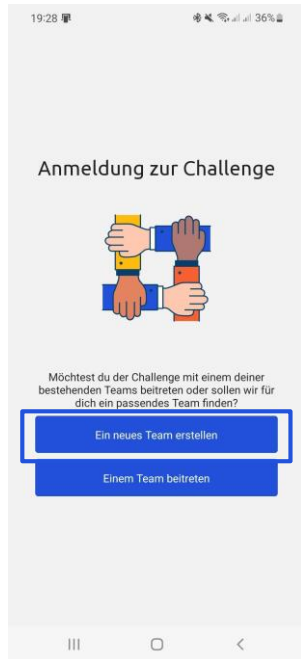 19:28 36%
Anmeldung zur Challenge
Möchtest du der Challenge mit einem deiner
bestehenden Teams beitreten oder sollen wir für
dich ein passendes Team finden?
Ein neues Team erstellen
Einem Team beitreten